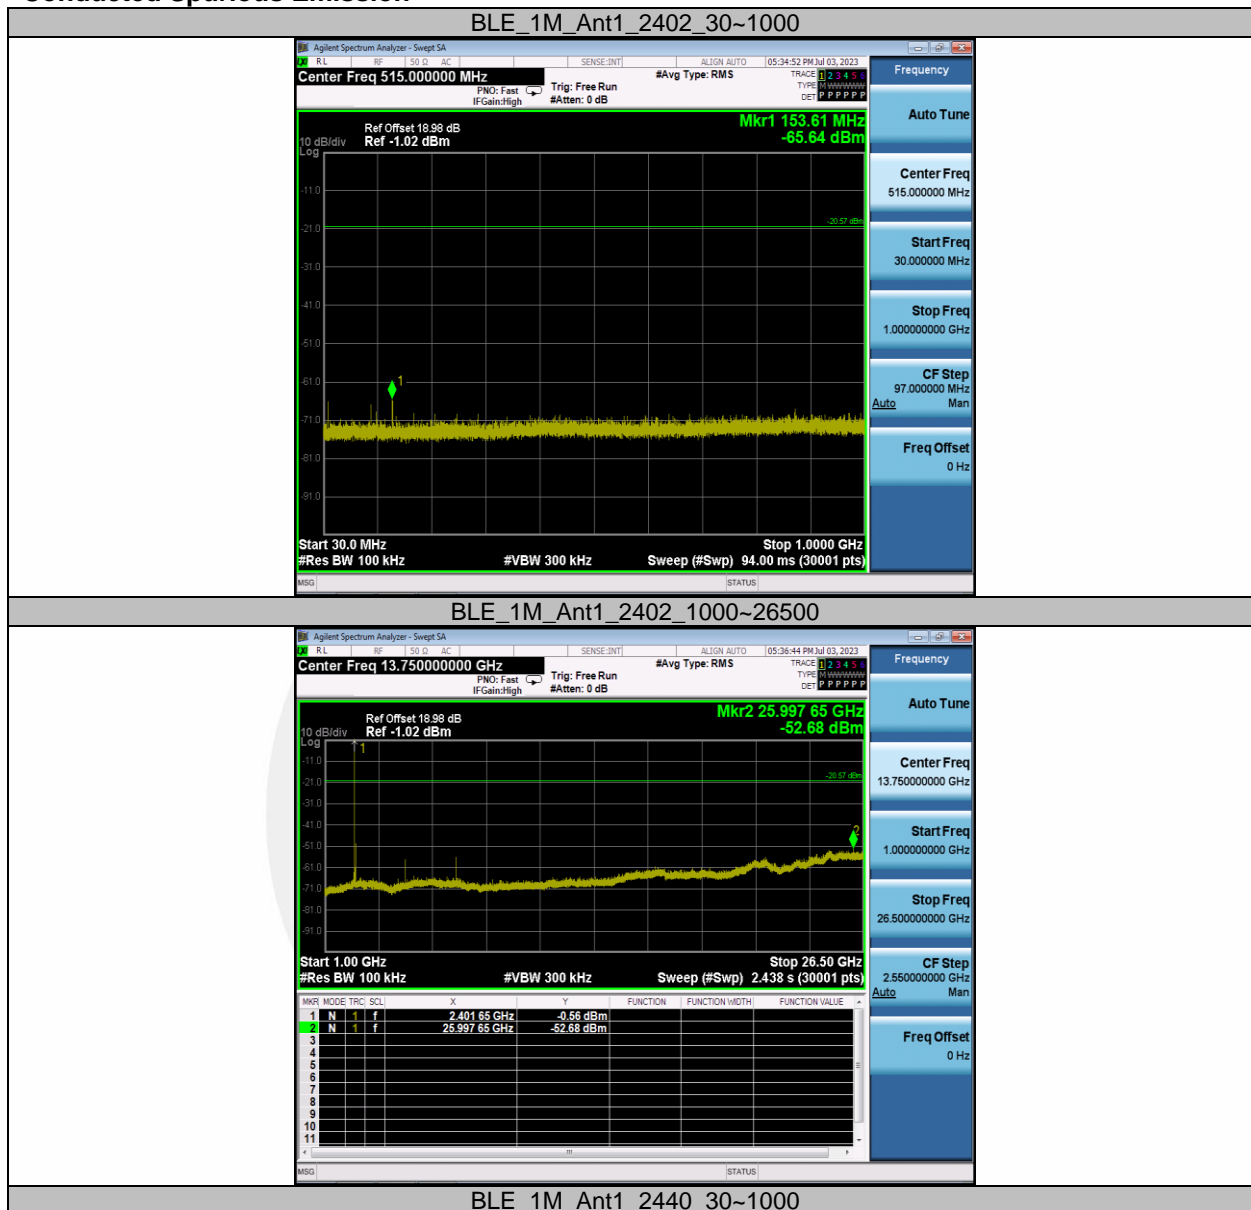 Conducted Spurious Emission
BLE_1M_Ant1_2402_30~1000
Agilent Spectrum Analyzer - Swept SA
RL RF 50 Ω AC SENSE:INT ALIGN AUTO 05:34:52 PM Jul 03, 2023
Center Freq 515.000000 MHz
#Avg Type: RMS
TRACE 1 2 3 4 5 6
PNO: Fast
Trig: Free Run
TYPE M WWWWW
IFGain:High
#Atten: 0 dB
DET P P P P P P
Frequency
Auto Tune
Mkr1 153.61 MHz
-65.64 dBm
Ref Offset 18.98 dB
10 dB/div Ref -1.02 dBm
Log
-11.0
-20.57 dBm
-21.0
-31.0
-41.0
-51.0
-61.0
1
-71.0
-81.0
-91.0
Center Freq
515.000000 MHz
Start Freq
30.000000 MHz
Stop Freq
1.000000000 GHz
CF Step
97.000000 MHz
Auto Man
Freq Offset
0 Hz
Start 30.0 MHz Stop 1.0000 GHz
#Res BW 100 kHz #VBW 300 kHz Sweep (#Swp) 94.00 ms (30001 pts)
MSG STATUS
BLE_1M_Ant1_2402_1000~26500
Agilent Spectrum Analyzer - Swept SA
RL RF 50 Ω AC SENSE:INT ALIGN AUTO 05:36:44 PM Jul 03, 2023
Center Freq 13.750000000 GHz
#Avg Type: RMS
TRACE 1 2 3 4 5 6
PNO: Fast
Trig: Free Run
TYPE M WWWWW
IFGain:High
#Atten: 0 dB
DET P P P P P P
Frequency
Auto Tune
Mkr2 25.997 65 GHz
-52.68 dBm
Ref Offset 18.98 dB
10 dB/div Ref -1.02 dBm
Log
1
-11.0
-20.57 dBm
-21.0
-31.0
-41.0
2
-51.0
-61.0
-71.0
-81.0
-91.0
Center Freq
13.750000000 GHz
Start Freq
1.000000000 GHz
Stop Freq
26.500000000 GHz
CF Step
2.550000000 GHz
Auto Man
Freq Offset
0 Hz
Start 1.00 GHz Stop 26.50 GHz
#Res BW 100 kHz #VBW 300 kHz Sweep (#Swp) 2.438 s (30001 pts)
MKR MODE TRC SCL X Y FUNCTION FUNCTION WIDTH FUNCTION VALUE
1 N 1 f 2.401 65 GHz -0.56 dBm
2 N 1 f 25.997 65 GHz -52.68 dBm
3
4
5
6
7
8
9
10
11
MSG STATUS
BLE_1M_Ant1_2440_30~1000